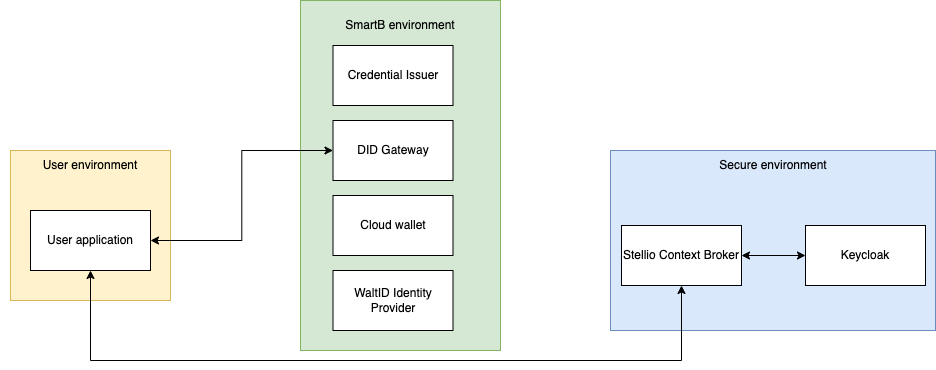 SmartB environment
Credential Issuer
DID Gateway
Cloud wallet
WaltID Identity
Provider
User environment
User application
Secure environment
Stellio Context Broker
Keycloak